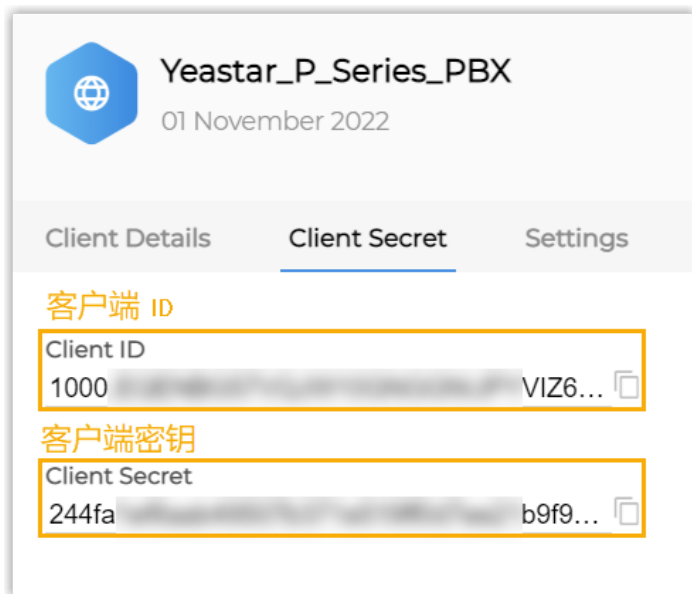 Yeastar_P_Series_PBX
01 November 2022
Client Details Client Secret Settings
客户端 ID
Client ID
1000 VIZ6...
客户端密钥
Client Secret
244fa b9f9...